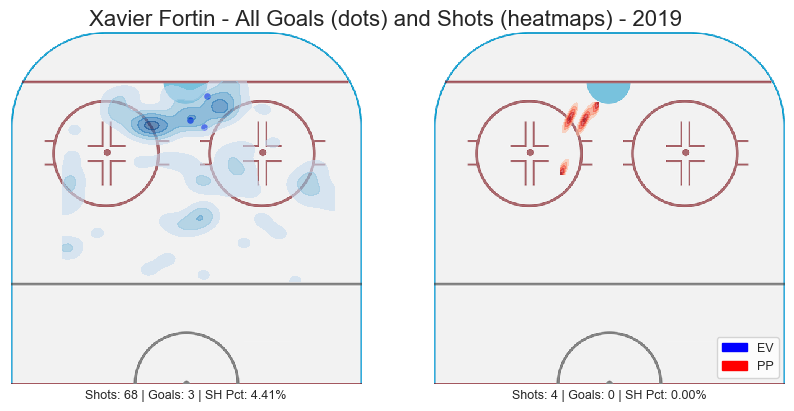 Xavier Fortin - All Goals (dots) and Shots (heatmaps) - 2019
EV
PP
Shots: 68 | Goals: 3 | SH Pct: 4.41%
Shots: 4 | Goals: 0 | SH Pct: 0.00%